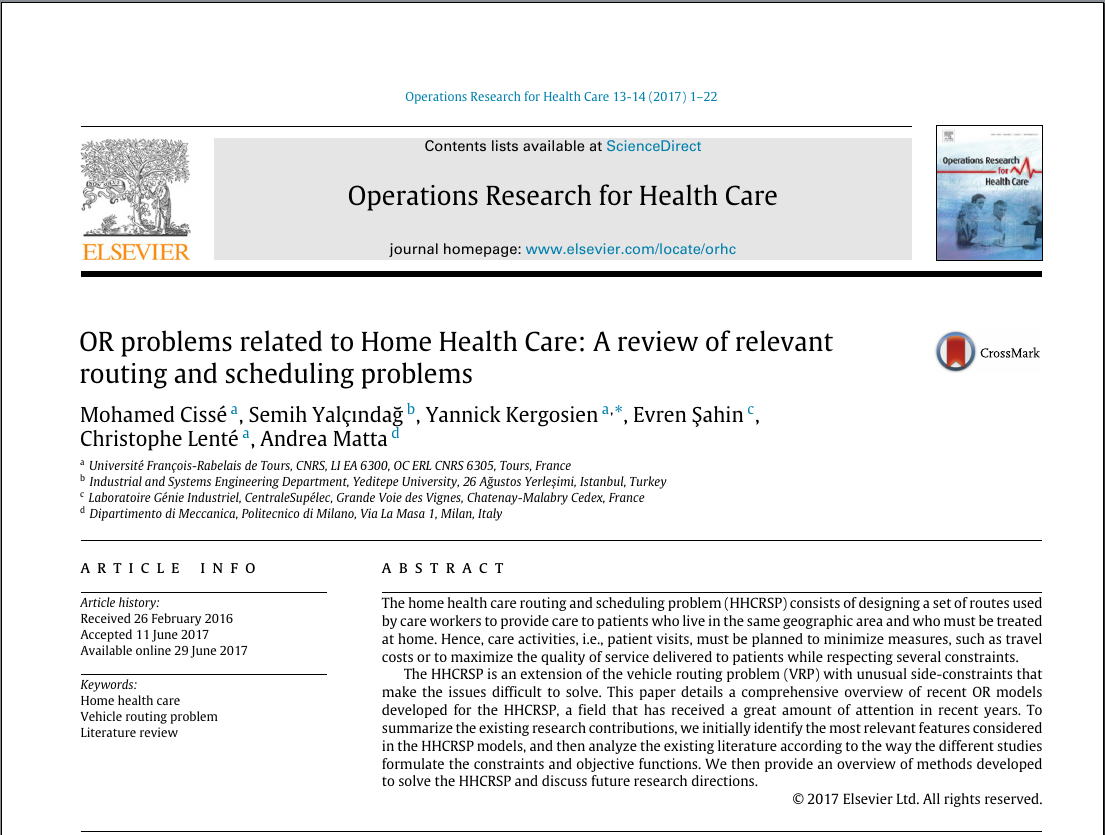 Operations Research for Health Care 13-14 (2017) 1–22
Contents lists available at ScienceDirect
Operations Research for Health Care
journal homepage: www.elsevier.com/locate/orhc
ELSEVIER
Operations Research
for
Health Care
OR problems related to Home Health Care: A review of relevant
routing and scheduling problems
CrossMark
Mohamed Cissé a, Semih Yalçındağ b, Yannick Kergosien a,*, Evren Şahin c,
Christophe Lenté a, Andrea Matta d
a Université François-Rabelais de Tours, CNRS, LI EA 6300, OC ERL CNRS 6305, Tours, France
b Industrial and Systems Engineering Department, Yeditepe University, 26 Ağustos Yerleşimi, Istanbul, Turkey
c Laboratoire Génie Industriel, CentraleSupélec, Grande Voie des Vignes, Chatenay-Malabry Cedex, France
d Dipartimento di Meccanica, Politecnico di Milano, Via La Masa 1, Milan, Italy
ARTICLE INFO
Article history:
Received 26 February 2016
Accepted 11 June 2017
Available online 29 June 2017
Keywords:
Home health care
Vehicle routing problem
Literature review
ABSTRACT
The home health care routing and scheduling problem (HHCRSP) consists of designing a set of routes used
by care workers to provide care to patients who live in the same geographic area and who must be treated
at home. Hence, care activities, i.e., patient visits, must be planned to minimize measures, such as travel
costs or to maximize the quality of service delivered to patients while respecting several constraints.
The HHCRSP is an extension of the vehicle routing problem (VRP) with unusual side-constraints that
make the issues difficult to solve. This paper details a comprehensive overview of recent OR models
developed for the HHCRSP, a field that has received a great amount of attention in recent years. To
summarize the existing research contributions, we initially identify the most relevant features considered
in the HHCRSP models, and then analyze the existing literature according to the way the different studies
formulate the constraints and objective functions. We then provide an overview of methods developed
to solve the HHCRSP and discuss future research directions.
© 2017 Elsevier Ltd. All rights reserved.